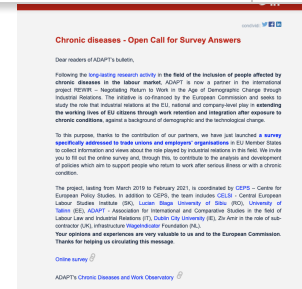 Chronic diseases - Open Call for Survey Answers
Dear readers of ADAPT's bulletin,
Following the long-lasting research activity in the field of the inclusion of people affected by
chronic diseases in the labour market, ADAPT is now a partner in the international
project REWIR – Negotiating Return to Work in the Age of Demographic Change through
Industrial Relations. The initiative is co-financed by the European Commission and seeks to
study the role that industrial relations at the EU, national and company-level play in extending
the working lives of EU citizens through work retention and integration after exposure to
chronic conditions, against a background of demographic and the technological change.
To this purpose, thanks to the contribution of our partners, we have just launched a survey
specifically addressed to trade unions and employers' organisations in EU Member States
to collect information and views about the role played by industrial relations in this field. We invite
you to fill out the online survey and, through this, to contribute to the analysis and development
of policies which aim to support people who return to work after serious illness or with a chronic
condition.
The project, lasting from March 2019 to February 2021, is coordinated by CEPS – Centre for
European Policy Studies. In addition to CEPS, the team includes CELSI - Central European
Labour Studies Institute (SK), Lucian Blaga University of Sibiu (RO), University of
Tallinn (EE), ADAPT - Association for International and Comparative Studies in the field of
Labour Law and Industrial Relations (IT), Dublin City University (IE), Ziv Amir in the role of sub-
contractor (UK), infrastructure WageIndicator Foundation (NL).
Your opinions and experiences are very valuable to us and to the European Commission.
Thanks for helping us circulating this message.
Online survey
ADAPT's Chronic Diseases and Work Observatory